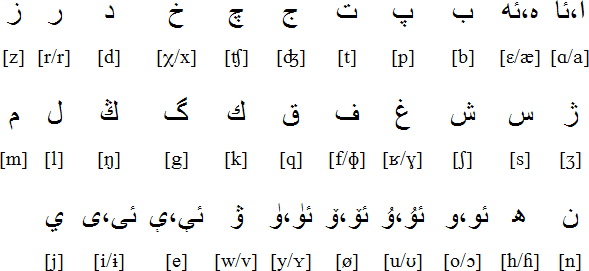 ا،ئا ە،ئە ب پ ت ج چ خ د ر ز
[z] [r/r] [d] [χ/x] [ʧ] [ʤ] [t] [p] [b] [ɛ/æ] [ɑ/a]
ژ س ش غ ف ق ك گ ڭ ل م
[m] [l] [ŋ] [g] [k] [q] [f/ɸ] [ʁ/ɣ] [ʃ] [s] [ʒ]
ن ھ ئو،و ئۇ،ۇ ئۆ،ۆ ئۈ،ۈ ۋ ئې،ې ئى،ى ي
[j] [i/ɨ] [e] [w/v] [y/ʏ] [ø] [u/ʊ] [o/ɔ] [h/ɦ] [n]